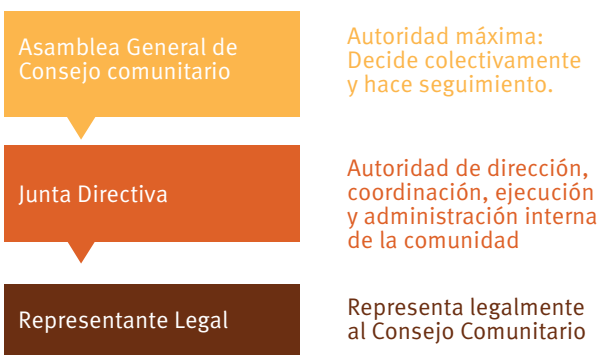 Asamblea General de
Consejo comunitario
Autoridad máxima:
Decide colectivamente
y hace seguimiento.
Junta Directiva
Autoridad de dirección,
coordinación, ejecución
y administración interna
de la comunidad
Representante Legal
Representa legalmente
al Consejo Comunitario